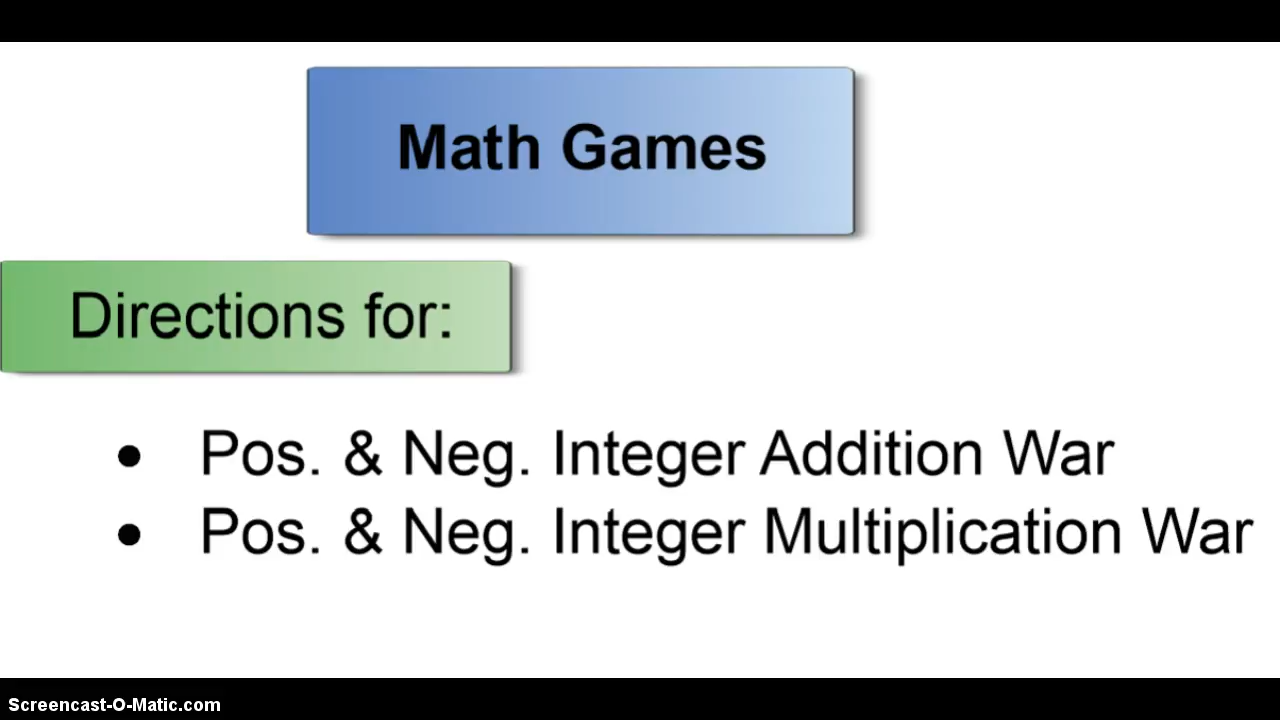 Math Games
Directions for:
• Pos. & Neg. Integer Addition War
• Pos. & Neg. Integer Multiplication War
Screencast-O-Matic.com